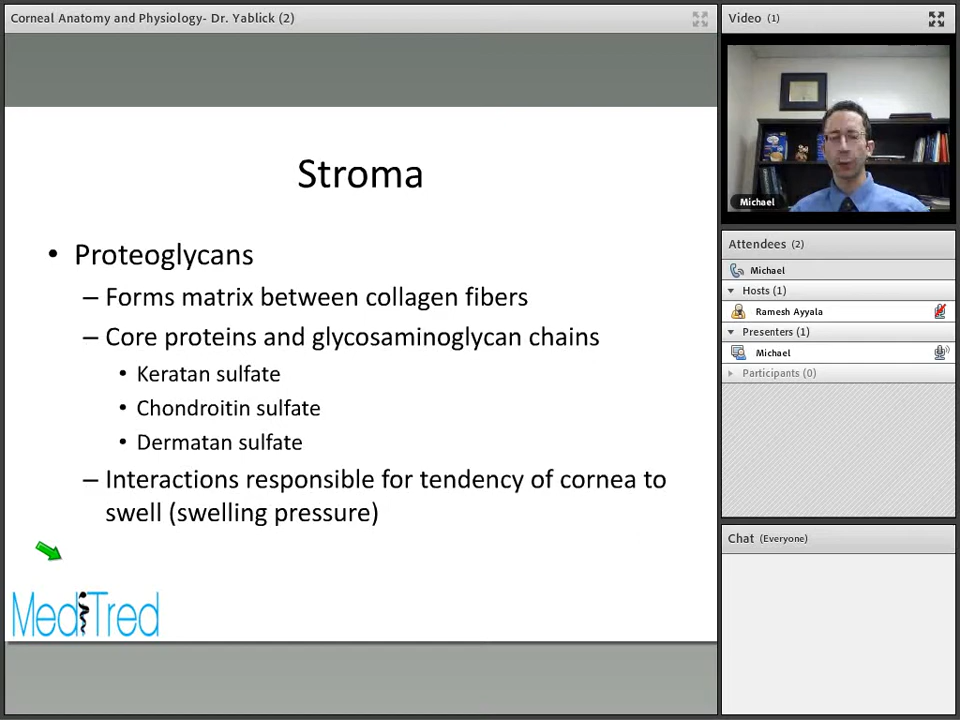 Corneal Anatomy and Physiology- Dr. Yablick (2)
Stroma
• Proteoglycans
– Forms matrix between collagen fibers
– Core proteins and glycosaminoglycan chains
• Keratan sulfate
• Chondroitin sulfate
• Dermatan sulfate
– Interactions responsible for tendency of cornea to
swell (swelling pressure)
MediTred
Video (1)
Michael
Attendees (2)
Michael
Hosts (1)
Ramesh Ayyala
Presenters (1)
Michael
Participants (0)
Chat (Everyone)